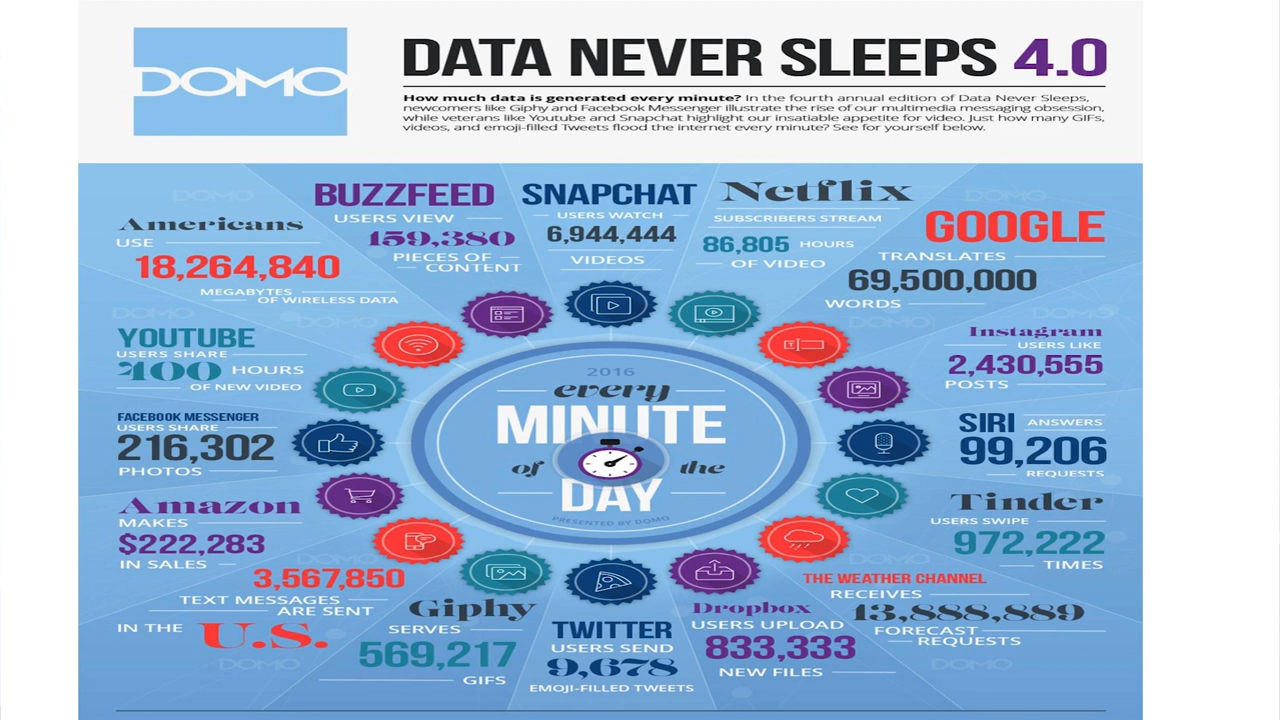 DOMO
DATA NEVER SLEEPS 4.0
How much data is generated every minute? In the fourth annual edition of Data Never Sleeps,
newcomers like Giphy and Facebook Messenger illustrate the rise of our multimedia messaging obsession,
while veterans like Youtube and Snapchat highlight our insatiable appetite for video. Just how many GIFs,
videos, and emoji-filled Tweets flood the internet every minute? See for yourself below.
Americans
USE
18,264,840
MEGABYTES
OF WIRELESS DATA
BUZZFEED
USERS VIEW
159,380
PIECES OF
CONTENT
SNAPCHAT
USERS WATCH
6,944,444
VIDEOS
Netflix
SUBSCRIBERS STREAM
86,805 HOURS
OF VIDEO
GOOGLE
TRANSLATES
69,500,000
WORDS
YOUTUBE
USERS SHARE
400 HOURS
OF NEW VIDEO
Instagram
USERS LIKE
2,430,555
POSTS
FACEBOOK MESSENGER
USERS SHARE
216,302
PHOTOS
2016
every
MINUTE
of the
DAY
PRESENTED BY DOMO
SIRI ANSWERS
99,206
REQUESTS
Amazon
MAKES
$222,283
IN SALES
Tinder
USERS SWIPE
972,222
TIMES
3,567,850
TEXT MESSAGES
ARE SENT
IN THE U.S.
Giphy
SERVES
569,217
GIFS
TWITTER
USERS SEND
9,678
EMOJI-FILLED TWEETS
Dropbox
USERS UPLOAD
833,333
NEW FILES
THE WEATHER CHANNEL
RECEIVES
13,888,889
FORECAST
REQUESTS
DOMO
DOMO
DOMO
DOMO
DOMO
DOMO
DOMO
DOMO
DOMO
DOMO